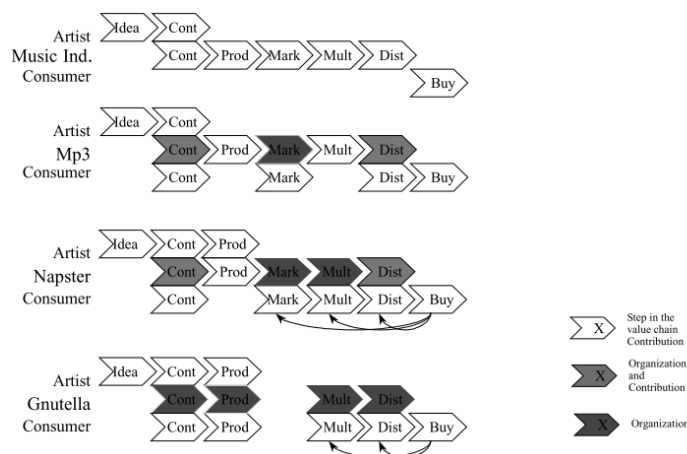 Artist Idea Cont
Music Ind. Cont Prod Mark Mult Dist
Consumer Buy
Artist Idea Cont
Mp3 Cont Prod Mark Mult Dist
Consumer Cont Mark Dist Buy
Artist Idea Cont Prod
Napster Cont Prod Mark Mult Dist
Consumer Cont Mark Mult Dist Buy
Artist Idea Cont Prod
Gnutella Cont Prod Mult Dist
Consumer Cont Prod Mult Dist Buy
X Step in the
value chain
Contribution
X Organization
and
Contribution
X Organization